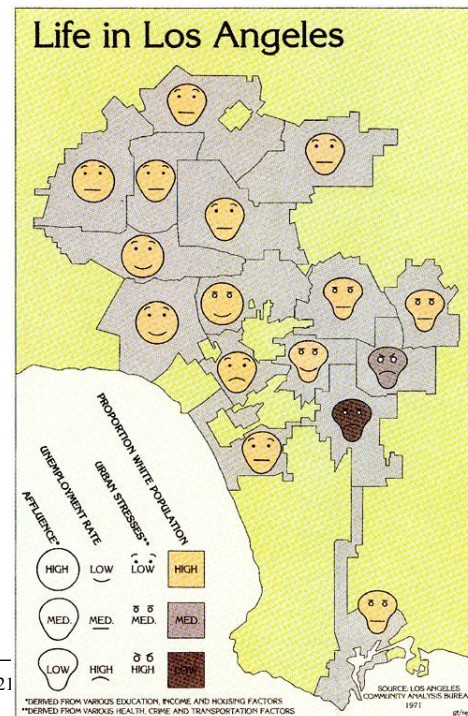 Life in Los Angeles
AFFLUENCE*
UNEMPLOYMENT RATE
URBAN STRESSES**
PROPORTION WHITE POPULATION
HIGH LOW LOW HIGH
MED. MED. MED. MED.
LOW HIGH HIGH LOW
*DERIVED FROM VARIOUS EDUCATION, INCOME AND HOUSING FACTORS
**DERIVED FROM VARIOUS HEALTH, CRIME AND TRANSPORTATION FACTORS
SOURCE: LOS ANGELES
COMMUNITY ANALYSIS BUREA
1971